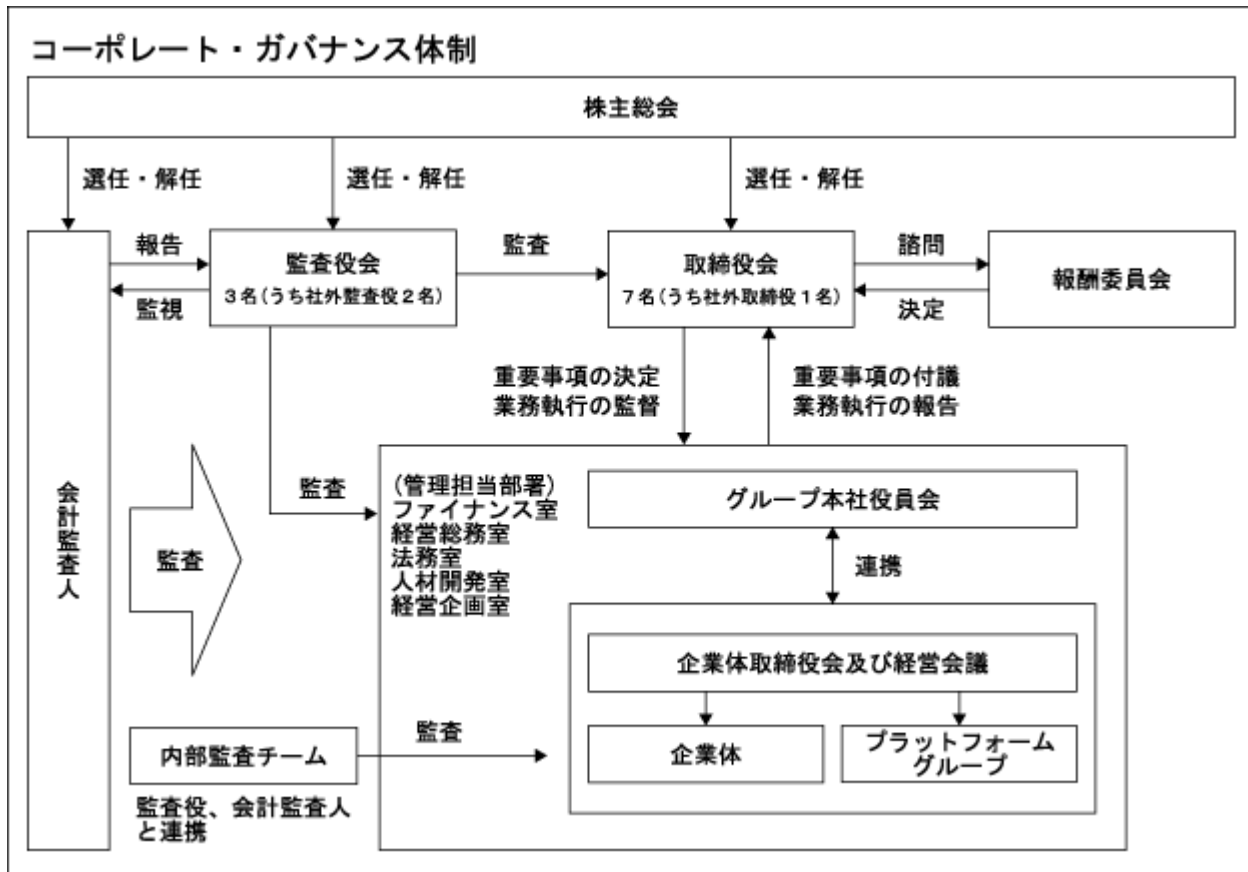 コーポレート・ガバナンス体制
株主総会
選任・解任
選任・解任
選任・解任
報告
監視
監査役会
3名(うち社外監査役2名)
監査
取締役会
7名(うち社外取締役1名)
諮問
決定
報酬委員会
重要事項の決定
業務執行の監督
重要事項の付議
業務執行の報告
会計監査人
監査
監査
(管理担当部署)
ファイナンス室
経営総務室
法務室
人材開発室
経営企画室
グループ本社役員会
連携
企業体取締役会及び経営会議
企業体
プラットフォーム
グループ
内部監査チーム
監査
監査役、会計監査人
と連携